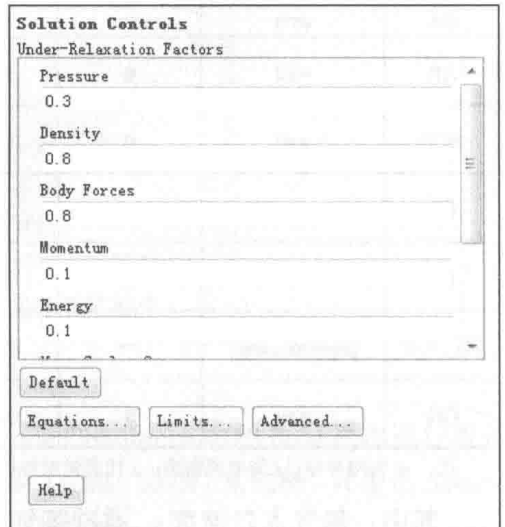 Solution Controls
Under-Relaxation Factors
Pressure
0.3
Density
0.8
Body Forces
0.8
Momentum
0.1
Energy
0.1
Default
Equations... Limits... Advanced...
Help